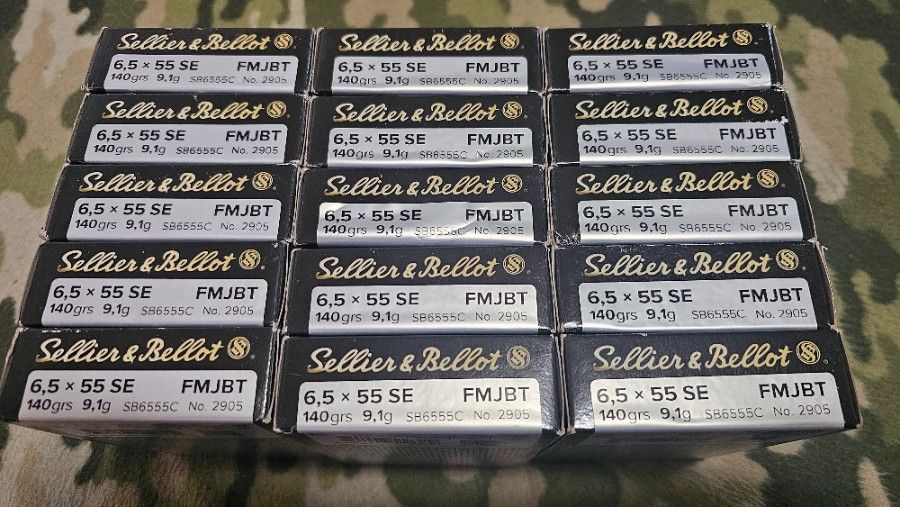 Sellier & Bellot
6,5 × 55 SE FMJBT
140grs 9,1g SB6555C No. 2905
Sellier & Bellot
6,5 × 55 SE FMJBT
140grs 9,1g SB6555C No. 2905
Sellier & Bellot
6,5 × 55 SE FMJBT
140grs 9,1g SB6555C No. 2905
Sellier & Bellot
6,5 × 55 SE FMJBT
140grs 9,1g SB6555C No. 2905
Sellier & Bellot
6,5 × 55 SE FMJBT
140grs 9,1g SB6555C No. 2905
Sellier & Bellot
6,5 × 55 SE FMJBT
140grs 9,1g SB6555C No. 2905
Sellier & Bellot
6,5 × 55 SE FMJBT
140grs 9,1g SB6555C No. 2905
Sellier & Bellot
6,5 × 55 SE FMJBT
140grs 9,1g SB6555C No. 2905
Sellier & Bellot
6,5 × 55 SE FMJBT
140grs 9,1g SB6555C No. 2905
Sellier & Bellot
6,5 × 55 SE FMJBT
140grs 9,1g SB6555C No. 2905
Sellier & Bellot
6,5 × 55 SE FMJBT
140grs 9,1g SB6555C No. 2905
Sellier & Bellot
6,5 × 55 SE FMJBT
140grs 9,1g SB6555C No. 2905
Sellier & Bellot
6,5 × 55 SE FMJBT
140grs 9,1g SB6555C No. 2905
Sellier & Bellot
6,5 × 55 SE FMJBT
140grs 9,1g SB6555C No. 2905
Sellier & Bellot
6,5 × 55 SE FMJBT
140grs 9,1g SB6555C No. 2905